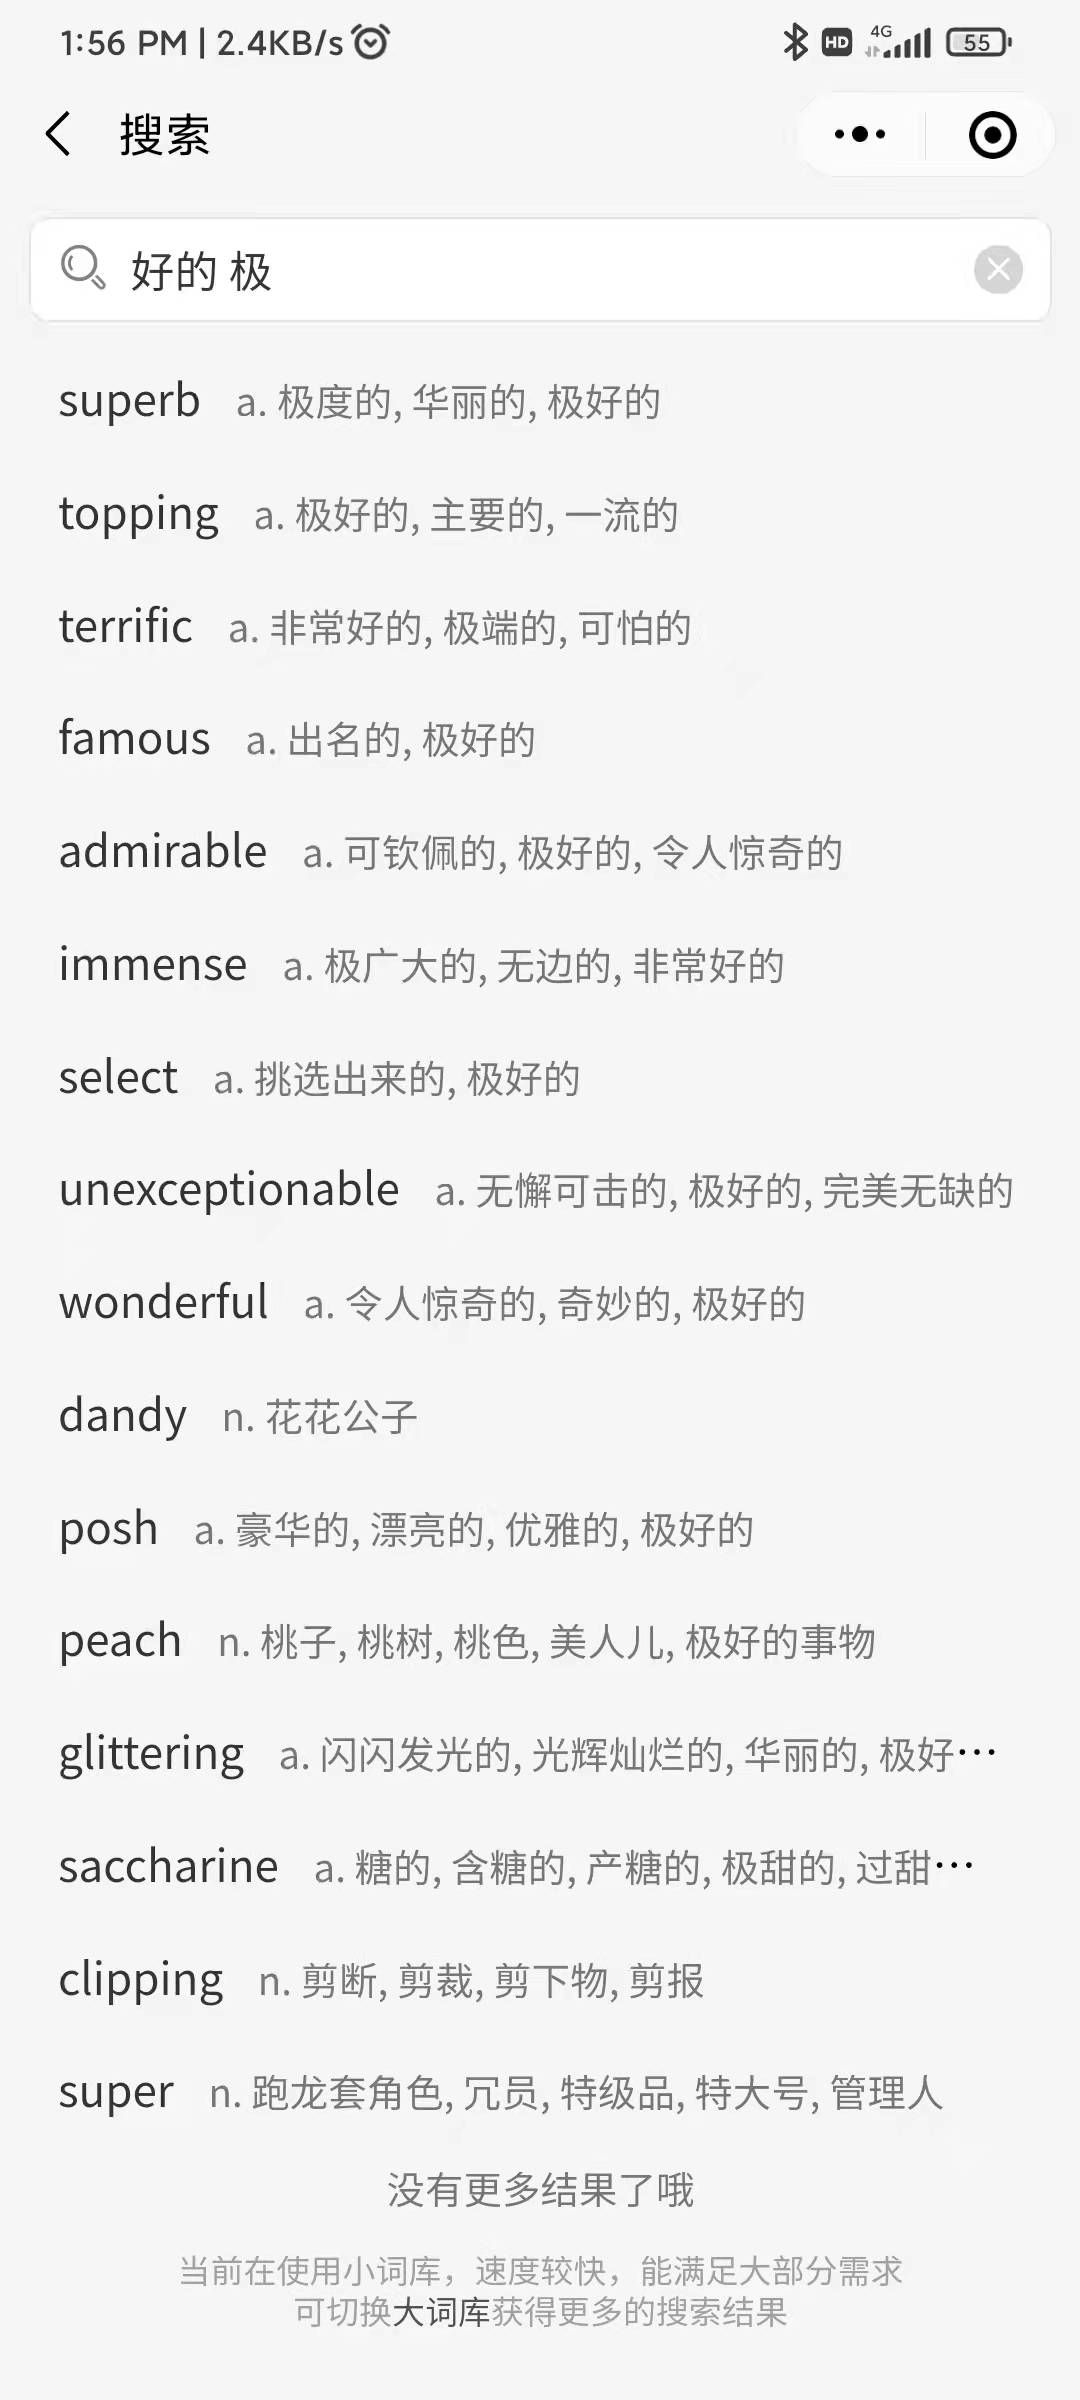 1:56 PM | 2.4KB/s
HD 4G 55
搜索
好的 极
superb a. 极度的, 华丽的, 极好的
topping a. 极好的, 主要的, 一流的
terrific a. 非常好的, 极端的, 可怕的
famous a. 出名的, 极好的
admirable a. 可钦佩的, 极好的, 令人惊奇的
immense a. 极广大的, 无边的, 非常好的
select a. 挑选出来的, 极好的
unexceptionable a. 无懈可击的, 极好的, 完美无缺的
wonderful a. 令人惊奇的, 奇妙的, 极好的
dandy n. 花花公子
posh a. 豪华的, 漂亮的, 优雅的, 极好的
peach n. 桃子, 桃树, 桃色, 美人儿, 极好的事物
glittering a. 闪闪发光的, 光辉灿烂的, 华丽的, 极好…
saccharine a. 糖的, 含糖的, 产糖的, 极甜的, 过甜…
clipping n. 剪断, 剪裁, 剪下物, 剪报
super n. 跑龙套角色, 冗员, 特级品, 特大号, 管理人
没有更多结果了哦
当前在使用小词库，速度较快，能满足大部分需求
可切换大词库获得更多的搜索结果